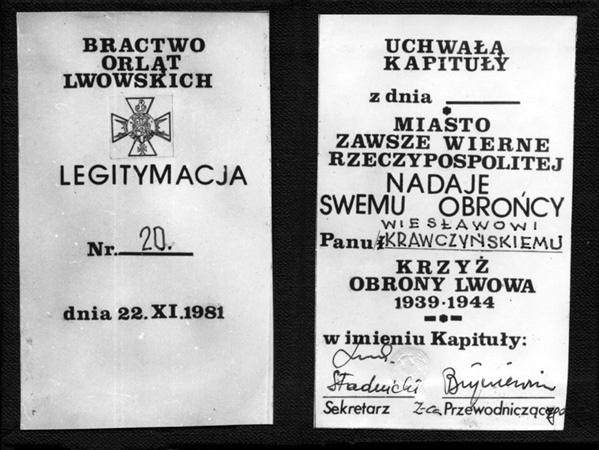 BRACTWO
ORLĄT
LWOWSKICH
LEGITYMACJA
Nr. 20.
dnia 22.XI.1981
UCHWAŁĄ
KAPITUŁY
z dnia
MIASTO
ZAWSZE WIERNE
RZECZYPOSPOLITEJ
NADAJE
SWEMU OBROŃCY
WIESŁAWOWI
Panu KRAWCZYŃSKIEMU
KRZYŻ
OBRONY LWOWA
1939-1944
w imieniu Kapituły:
Stadnicki
Sekretarz Z-ca Przewodniczącego